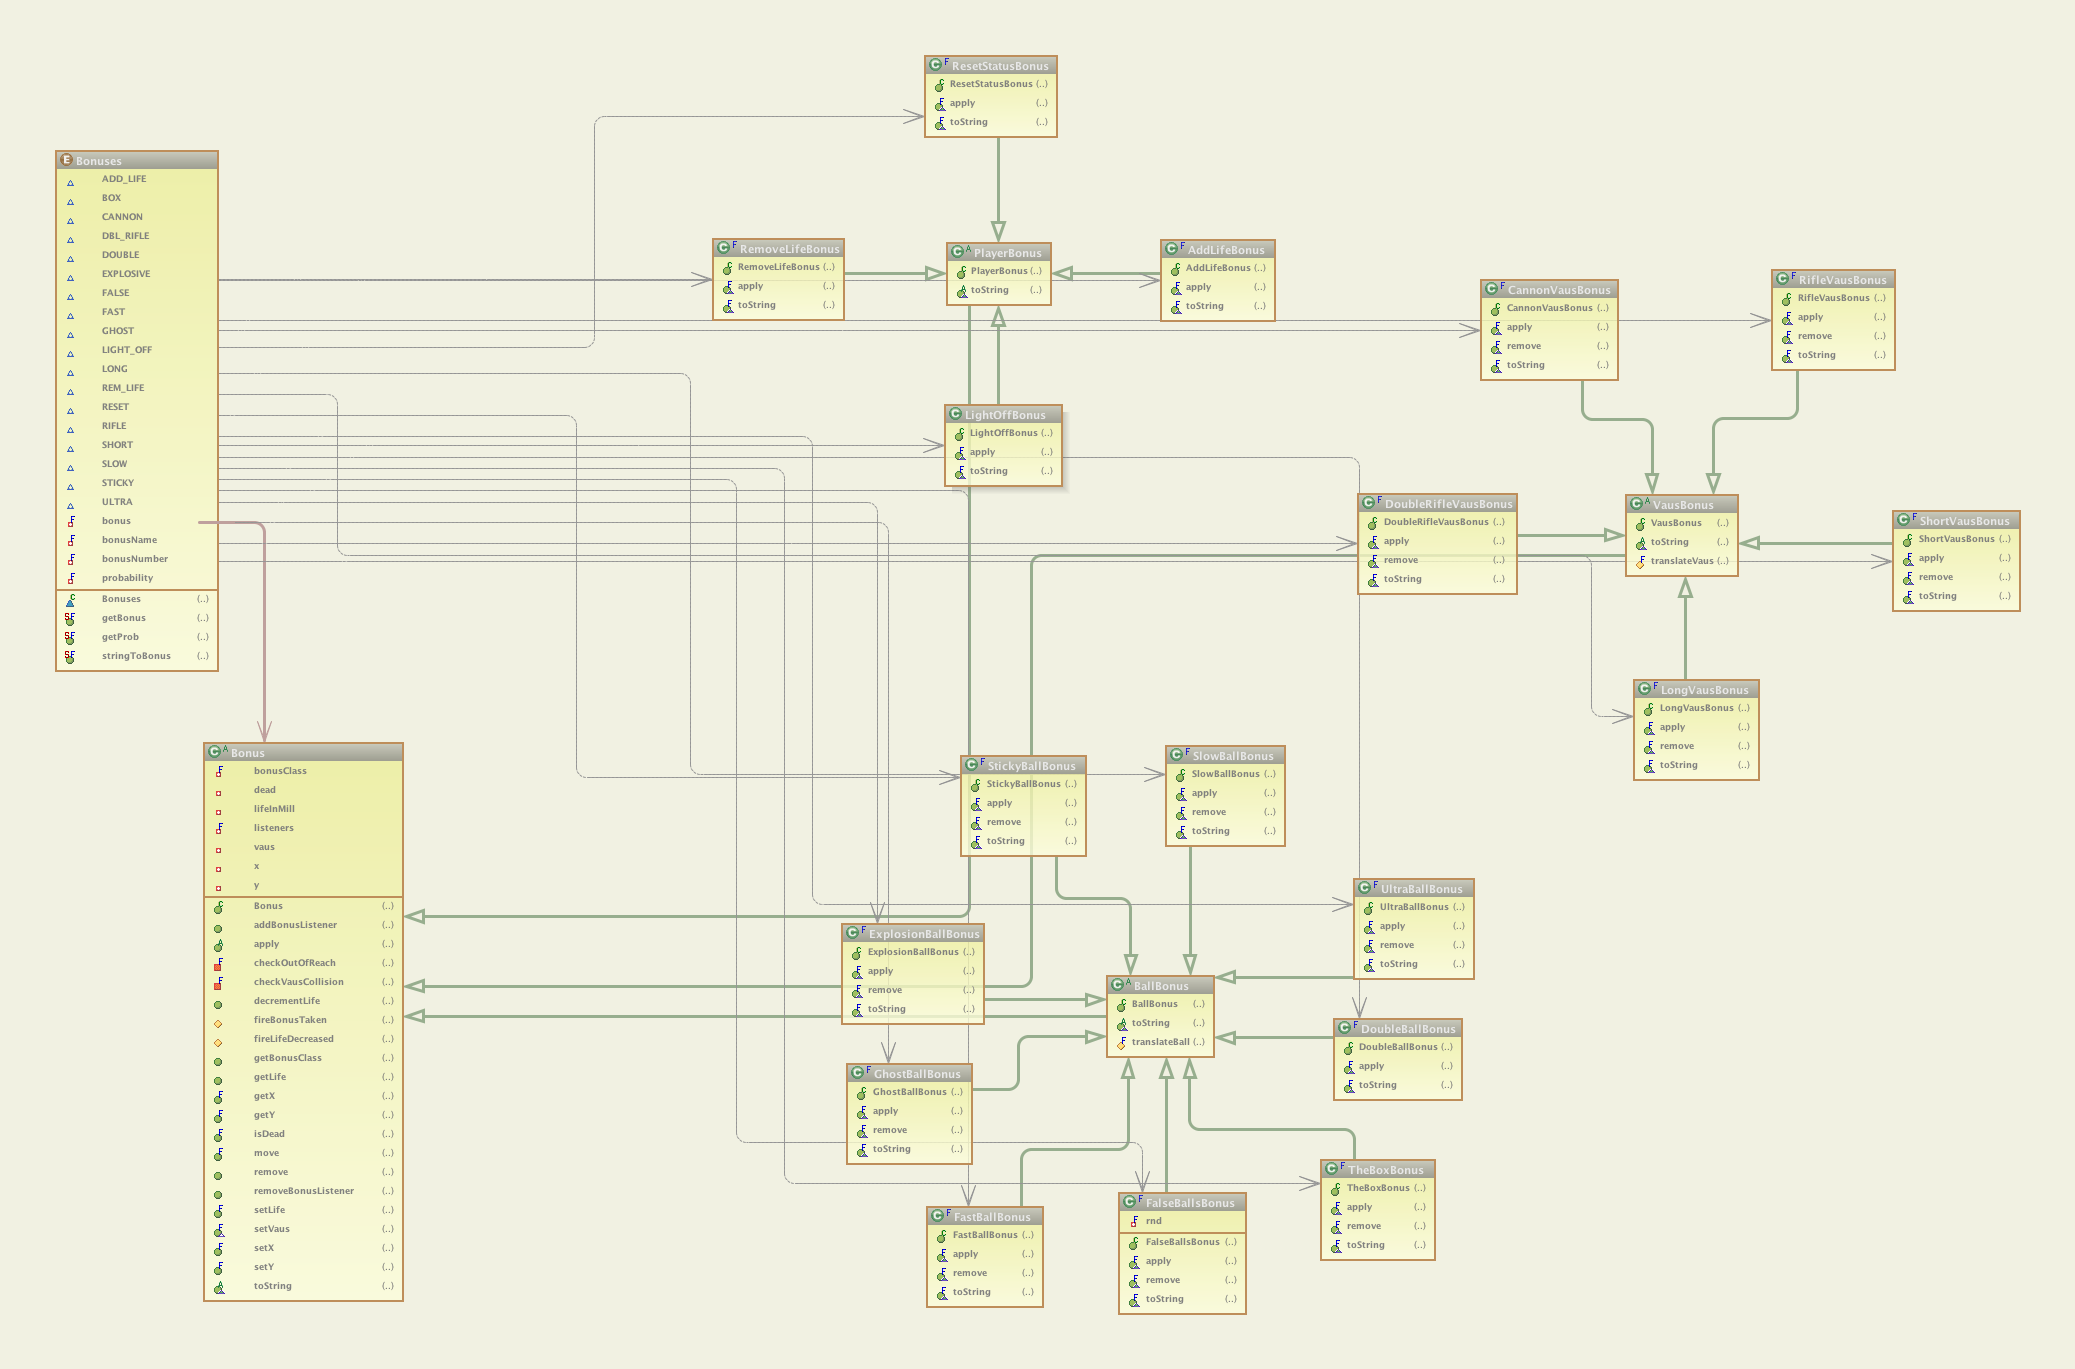 ResetStatusBonus
ResetStatusBonus (..)
apply (..)
toString (..)
Bonuses
ADD_LIFE
BOX
CANNON
DBL_RIFLE
DOUBLE
EXPLOSIVE
FALSE
FAST
GHOST
LIGHT_OFF
LONG
REM_LIFE
RESET
RIFLE
SHORT
SLOW
STICKY
ULTRA
bonus
bonusName
bonusNumber
probability
Bonuses (..)
getBonus (..)
getProb (..)
stringToBonus (..)
RemoveLifeBonus
RemoveLifeBonus (..)
apply (..)
toString (..)
PlayerBonus
PlayerBonus (..)
toString (..)
AddLifeBonus
AddLifeBonus (..)
apply (..)
toString (..)
CannonVausBonus
CannonVausBonus (..)
apply (..)
remove (..)
toString (..)
RifleVausBonus
RifleVausBonus (..)
apply (..)
remove (..)
toString (..)
LightOffBonus
LightOffBonus (..)
apply (..)
toString (..)
DoubleRifleVausBonus
DoubleRifleVausBonus (..)
apply (..)
remove (..)
toString (..)
VausBonus
VausBonus (..)
toString (..)
translateVaus (..)
ShortVausBonus
ShortVausBonus (..)
apply (..)
remove (..)
toString (..)
LongVausBonus
LongVausBonus (..)
apply (..)
remove (..)
toString (..)
Bonus
bonusClass
dead
lifeInMill
listeners
vaus
x
y
Bonus (..)
addBonusListener (..)
apply (..)
checkOutOfReach (..)
checkVausCollision (..)
decrementLife (..)
fireBonusTaken (..)
fireLifeDecreased (..)
getBonusClass (..)
getLife (..)
getX (..)
getY (..)
isDead (..)
move (..)
remove (..)
removeBonusListener (..)
setLife (..)
setVaus (..)
setX (..)
setY (..)
toString (..)
StickyBallBonus
StickyBallBonus (..)
apply (..)
remove (..)
toString (..)
SlowBallBonus
SlowBallBonus (..)
apply (..)
remove (..)
toString (..)
UltraBallBonus
UltraBallBonus (..)
apply (..)
remove (..)
toString (..)
ExplosionBallBonus
ExplosionBallBonus (..)
apply (..)
remove (..)
toString (..)
BallBonus
BallBonus (..)
toString (..)
translateBall (..)
DoubleBallBonus
DoubleBallBonus (..)
apply (..)
toString (..)
GhostBallBonus
GhostBallBonus (..)
apply (..)
remove (..)
toString (..)
TheBoxBonus
TheBoxBonus (..)
apply (..)
remove (..)
toString (..)
FastBallBonus
FastBallBonus (..)
apply (..)
remove (..)
toString (..)
FalseBallsBonus
rnd
FalseBallsBonus (..)
apply (..)
remove (..)
toString (..)